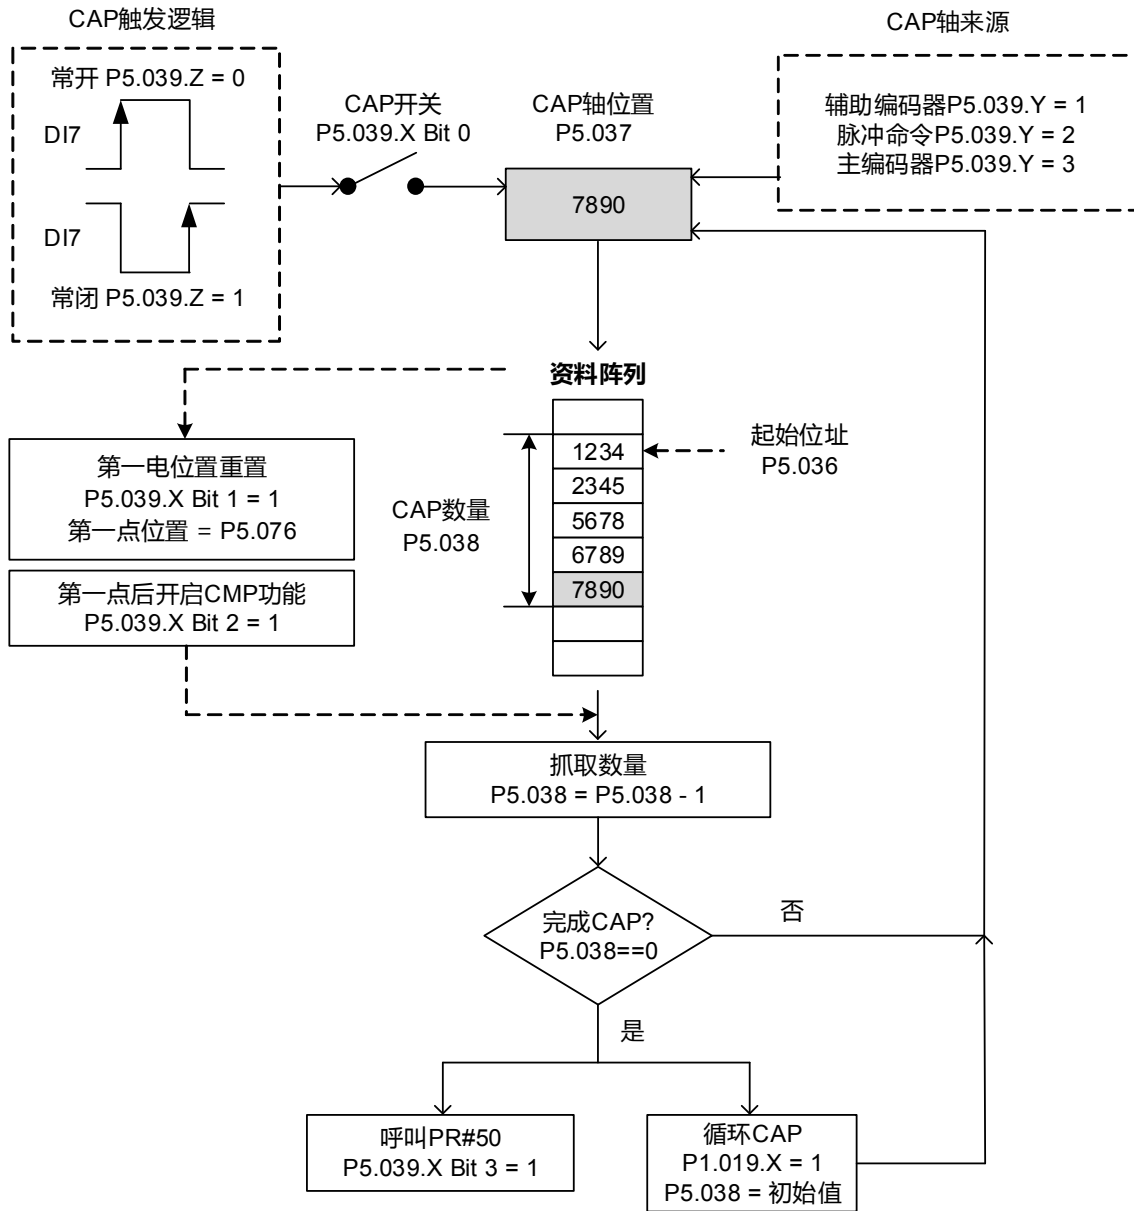 CAP触发逻辑
常开 P5.039.Z = 0
DI7
DI7
常闭 P5.039.Z = 1
CAP开关
P5.039.X Bit 0
CAP轴位置
P5.037
7890
CAP轴来源
辅助编码器P5.039.Y = 1
脉冲命令P5.039.Y = 2
主编码器P5.039.Y = 3
资料阵列
1234
2345
5678
6789
7890
起始位址
P5.036
CAP数量
P5.038
第一电位置重置
P5.039.X Bit 1 = 1
第一点位置 = P5.076
第一点后开启CMP功能
P5.039.X Bit 2 = 1
抓取数量
P5.038 = P5.038 - 1
完成CAP?
P5.038==0
否
是
呼叫PR#50
P5.039.X Bit 3 = 1
循环CAP
P1.019.X = 1
P5.038 = 初始值